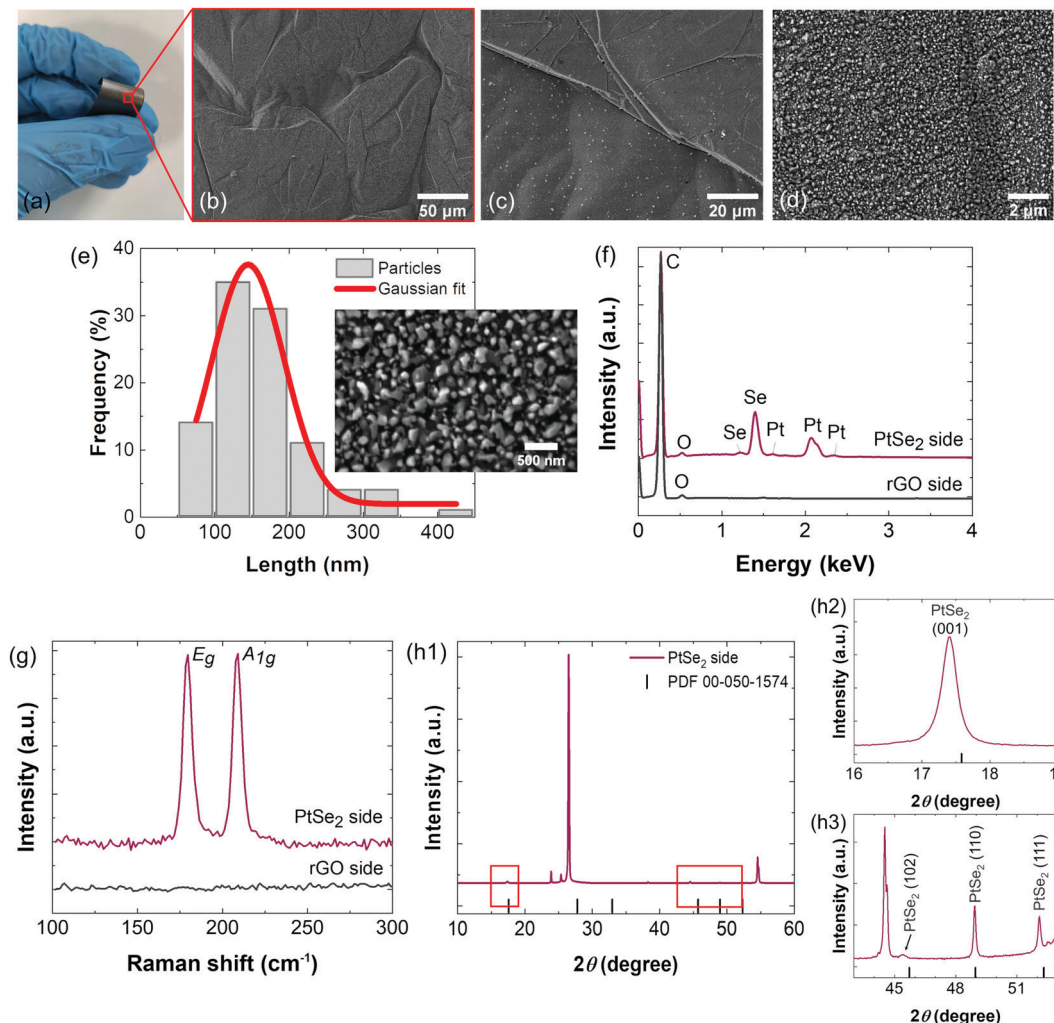 (a)
(b)
50 µm
(c)
20 µm
(d)
2 µm
(e)
40
30
20
10
0
Frequency (%)
Particles
Gaussian fit
500 nm
0
100
200
300
400
Length (nm)
(f)
Intensity (a.u.)
C
O
Se
Se
Pt
Pt
Pt
PtSe₂ side
O
rGO side
0
1
2
3
4
Energy (keV)
(g)
Intensity (a.u.)
Eg
A1g
PtSe₂ side
rGO side
100
150
200
250
300
Raman shift (cm⁻¹)
(h1)
Intensity (a.u.)
PtSe₂ side
PDF 00-050-1574
10
20
30
40
50
60
2θ (degree)
(h2)
Intensity (a.u.)
PtSe₂
(001)
16
18
2θ (degree)
(h3)
Intensity (a.u.)
PtSe₂ (102)
PtSe₂ (110)
PtSe₂ (111)
45
48
51
2θ (degree)